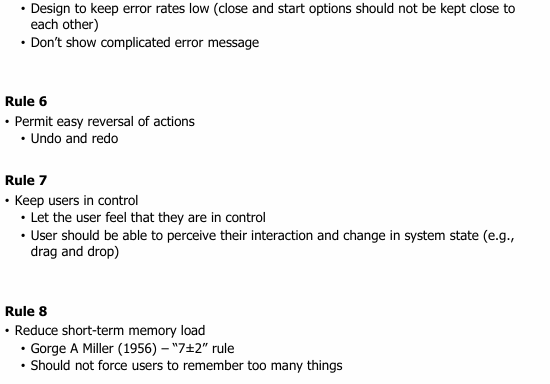 • Design to keep error rates low (close and start options should not be kept close to
each other)
• Don't show complicated error message
Rule 6
• Permit easy reversal of actions
• Undo and redo
Rule 7
• Keep users in control
• Let the user feel that they are in control
• User should be able to perceive their interaction and change in system state (e.g.,
drag and drop)
Rule 8
• Reduce short-term memory load
• Gorge A Miller (1956) – “7±2” rule
• Should not force users to remember too many things